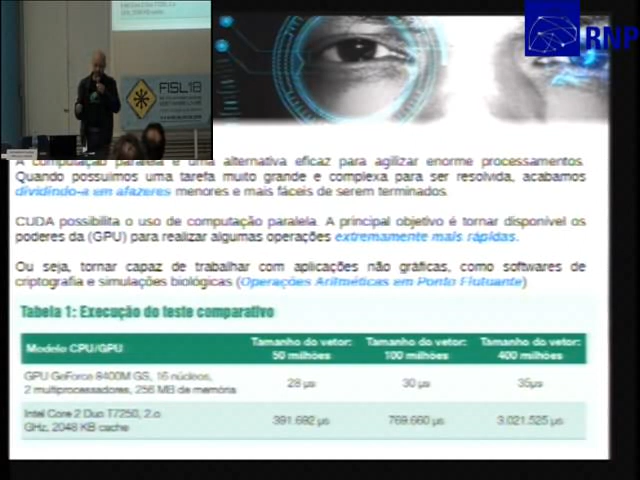 RNP
FISL18
A computação paralela é uma alternativa eficaz para agilizar enorme processamentos.
Quando possuimos uma tarefa muito grande e complexa para ser resolvida, acabamos
dividindo-a em afazeres menores e mais fáceis de serem terminados.
CUDA possibilita o uso de computação paralela. A principal objetivo é tornar disponível os
poderes da (GPU) para realizar algumas operações extremamente mais rápidas.
Ou seja, tornar capaz de trabalhar com aplicações não gráficas, como softwares de
criptografia e simulações biológicas (Operações Aritméticas em Ponto Flutuante)
Tabela 1: Execução do teste comparativo
Modelo CPU/GPU
Tamanho do vetor: 50 milhões
Tamanho do vetor: 100 milhões
Tamanho do vetor: 400 milhões
GPU GeForce 8400M GS, 16 núcleos,
2 multiprocessadores, 256 MB de memória
28 µs
30 µs
35µs
Intel Core 2 Duo T7250, 2.0
GHz, 2048 KB cache
391.692 µs
769.660 µs
3.021.525 µs